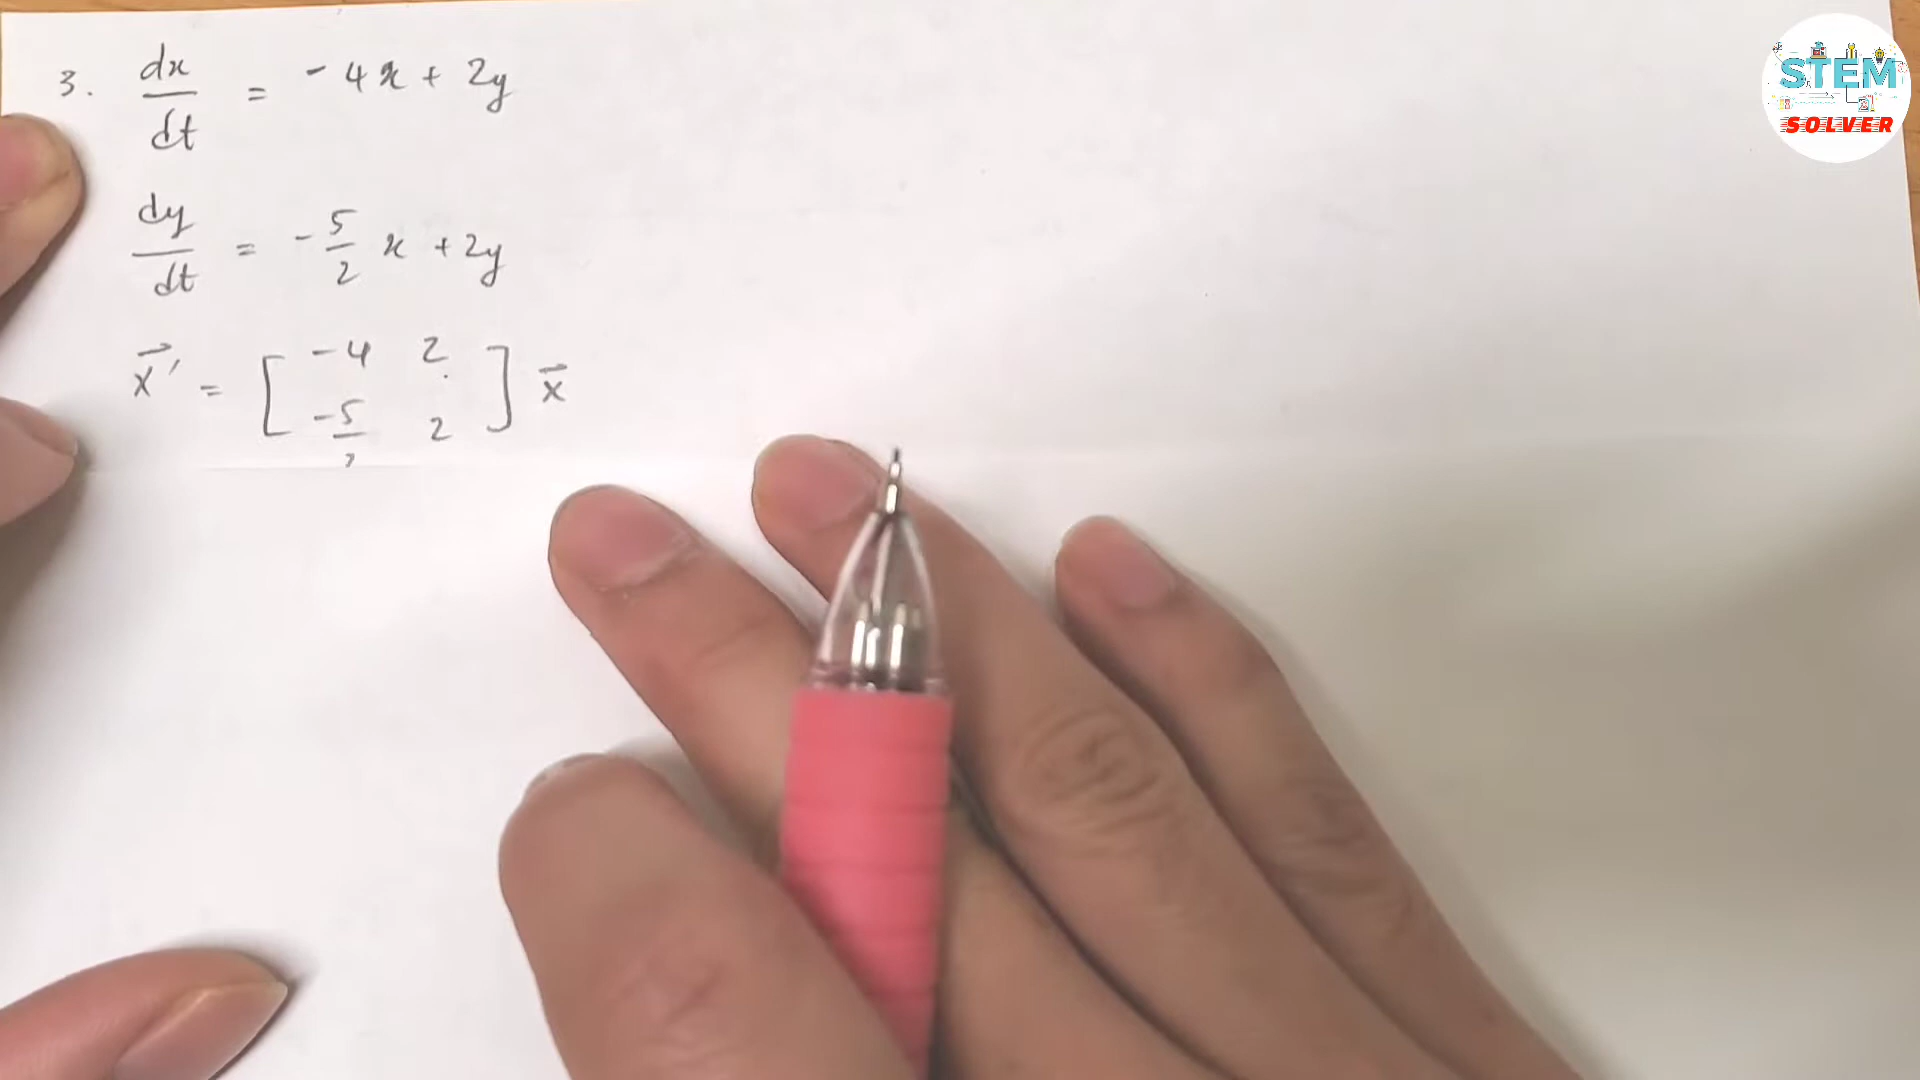 3. dx/dt = -4x + 2y
dy/dt = -5/2 x + 2y
x⃗' = [ -4 2
-5/2 2 ] x⃗
STEM
SOLVER